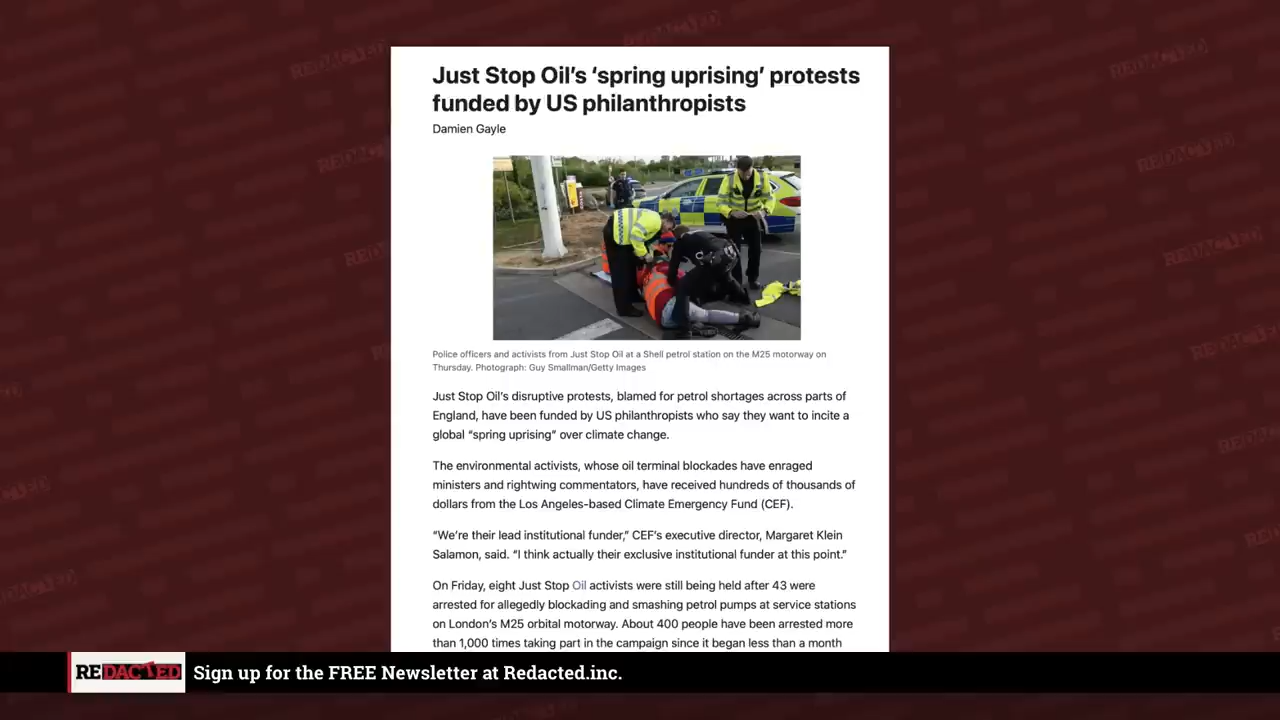 Just Stop Oil’s ‘spring uprising’ protests
funded by US philanthropists
Damien Gayle
Police officers and activists from Just Stop Oil at a Shell petrol station on the M25 motorway on
Thursday. Photograph: Guy Smallman/Getty Images
Just Stop Oil’s disruptive protests, blamed for petrol shortages across parts of
England, have been funded by US philanthropists who say they want to incite a
global “spring uprising” over climate change.
The environmental activists, whose oil terminal blockades have enraged
ministers and rightwing commentators, have received hundreds of thousands of
dollars from the Los Angeles-based Climate Emergency Fund (CEF).
“We’re their lead institutional funder,” CEF’s executive director, Margaret Klein
Salamon, said. “I think actually their exclusive institutional funder at this point.”
On Friday, eight Just Stop Oil activists were still being held after 43 were
arrested for allegedly blockading and smashing petrol pumps at service stations
on London’s M25 orbital motorway. About 400 people have been arrested more
than 1,000 times taking part in the campaign since it began less than a month
REDACTED Sign up for the FREE Newsletter at Redacted.inc.